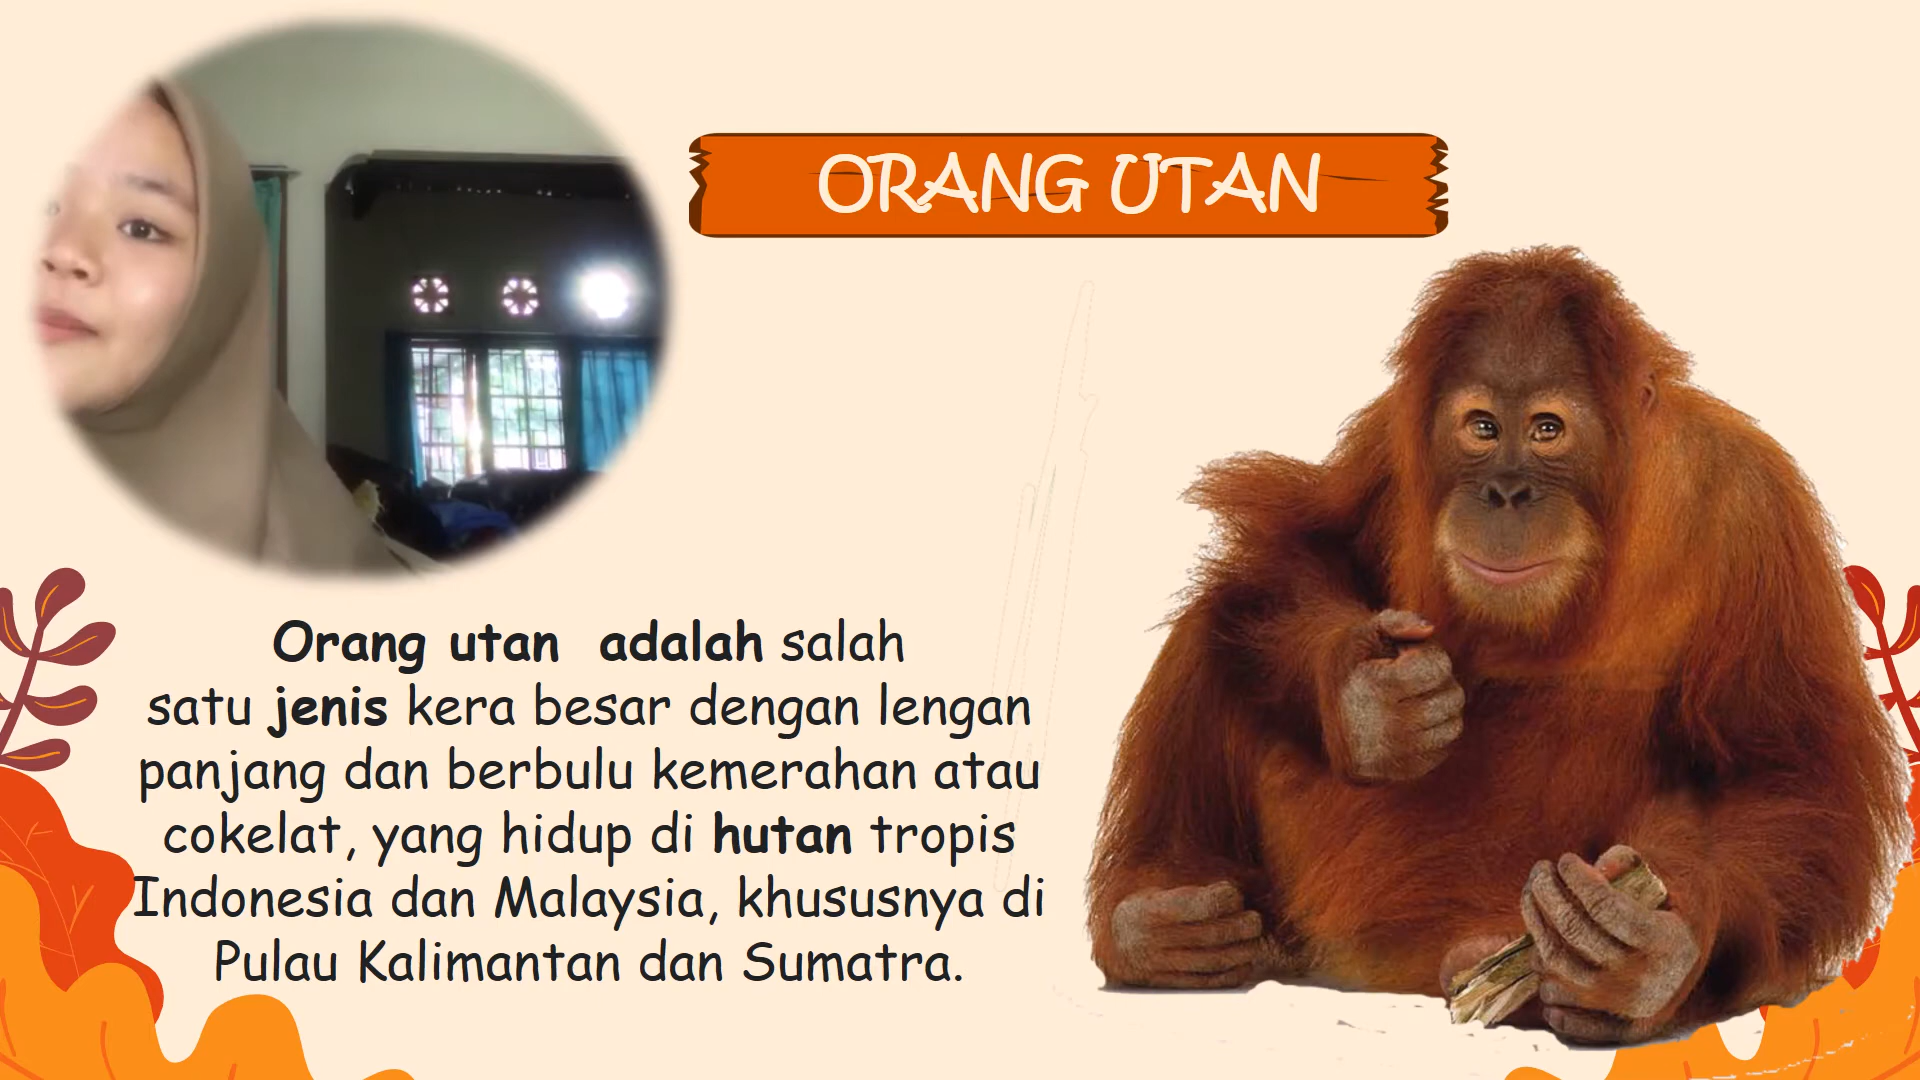 ORANG UTAN
Orang utan  adalah salah
satu jenis kera besar dengan lengan
panjang dan berbulu kemerahan atau
cokelat, yang hidup di hutan tropis
Indonesia dan Malaysia, khususnya di
Pulau Kalimantan dan Sumatra.